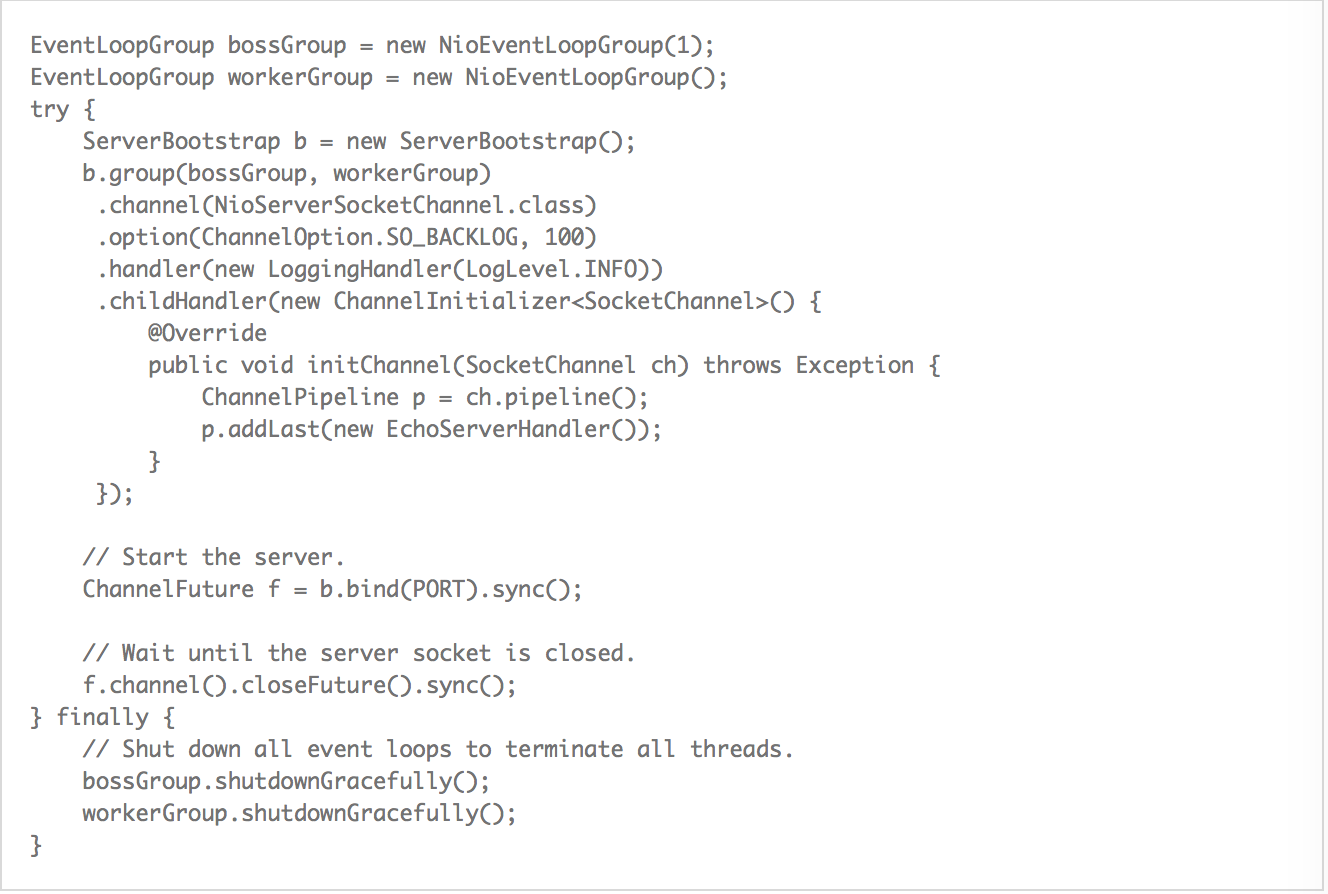 EventLoopGroup bossGroup = new NioEventLoopGroup(1);
EventLoopGroup workerGroup = new NioEventLoopGroup();
try {
    ServerBootstrap b = new ServerBootstrap();
    b.group(bossGroup, workerGroup)
     .channel(NioServerSocketChannel.class)
     .option(ChannelOption.SO_BACKLOG, 100)
     .handler(new LoggingHandler(LogLevel.INFO))
     .childHandler(new ChannelInitializer<SocketChannel>() {
         @Override
         public void initChannel(SocketChannel ch) throws Exception {
             ChannelPipeline p = ch.pipeline();
             p.addLast(new EchoServerHandler());
         }
     });

    // Start the server.
    ChannelFuture f = b.bind(PORT).sync();

    // Wait until the server socket is closed.
    f.channel().closeFuture().sync();
} finally {
    // Shut down all event loops to terminate all threads.
    bossGroup.shutdownGracefully();
    workerGroup.shutdownGracefully();
}